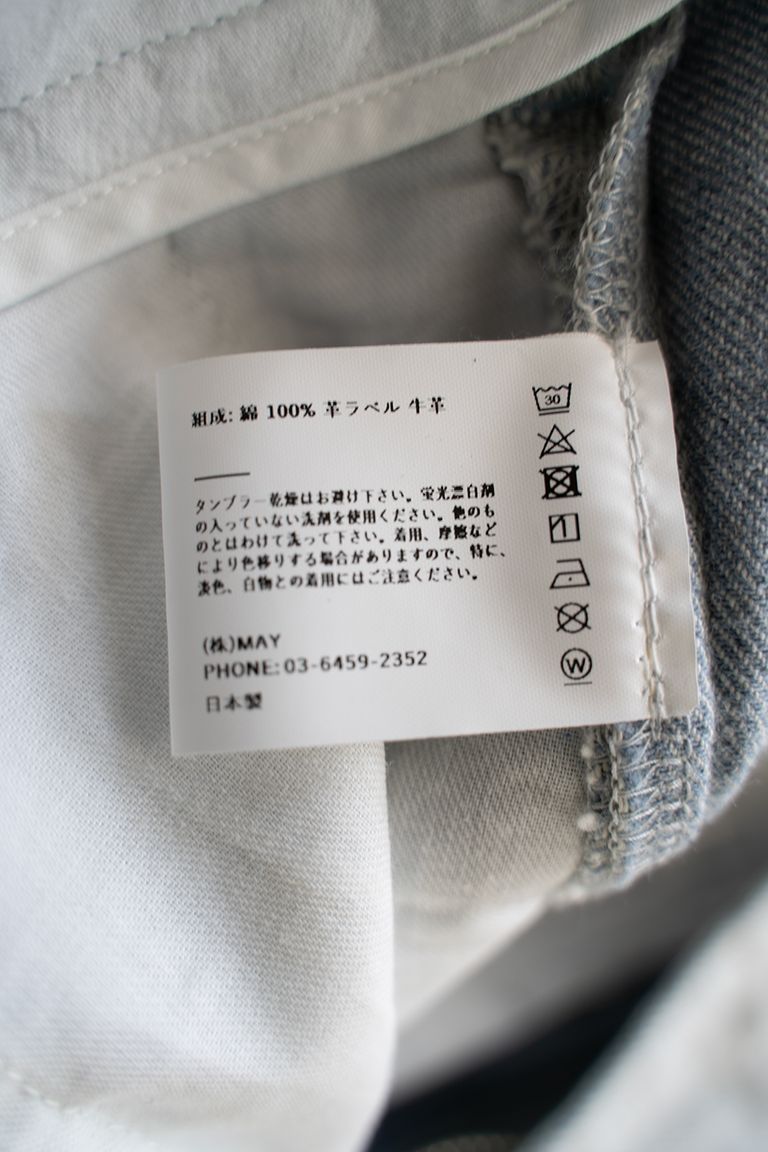 組成: 綿 100% 革ラベル 牛革
タンブラー乾燥はお避け下さい。蛍光漂白剤
の入っていない洗剤を使用ください。他のも
のとはわけて洗って下さい。着用、摩擦など
により色移りする場合がありますので、特に、
淡色、白物との着用にはご注意ください。
(株)MAY
PHONE: 03-6459-2352
日本製
30
W